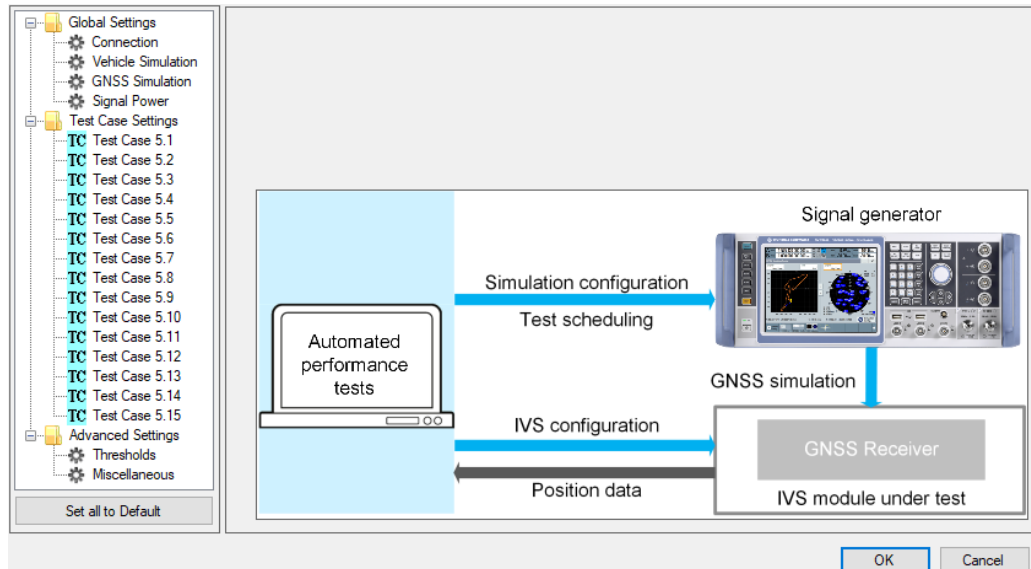 Global Settings
Connection
Vehicle Simulation
GNSS Simulation
Signal Power
Test Case Settings
TC Test Case 5.1
TC Test Case 5.2
TC Test Case 5.3
TC Test Case 5.4
TC Test Case 5.5
TC Test Case 5.6
TC Test Case 5.7
TC Test Case 5.8
TC Test Case 5.9
TC Test Case 5.10
TC Test Case 5.11
TC Test Case 5.12
TC Test Case 5.13
TC Test Case 5.14
TC Test Case 5.15
Advanced Settings
Thresholds
Miscellaneous
Set all to Default
Automated
performance
tests
Simulation configuration
Test scheduling
Signal generator
GNSS simulation
IVS configuration
Position data
GNSS Receiver
IVS module under test
OK
Cancel